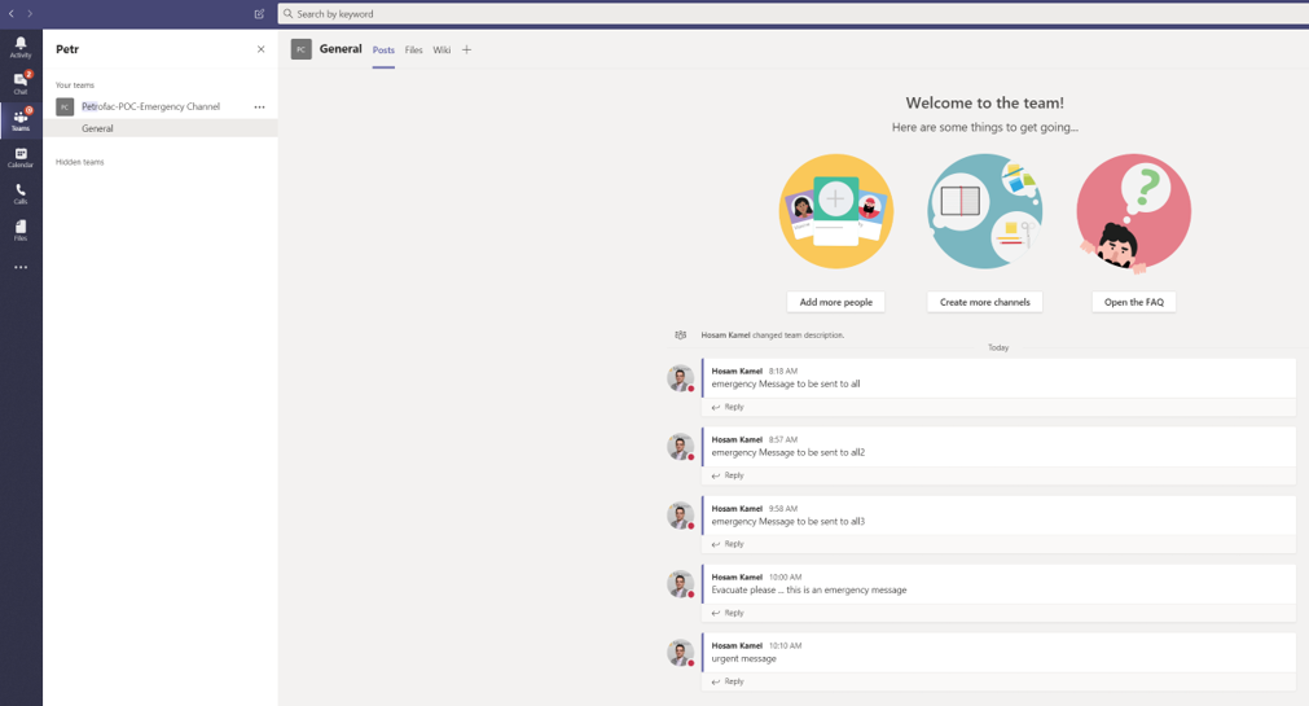 Search by keyword
Activity
2
Chat
Teams
Calendar
Calls
Files
Petr
Your teams
PC Petrofac-POC-Emergency Channel
General
Hidden teams
PC General Posts Files Wiki
Welcome to the team!
Here are some things to get going...
Add more people Create more channels Open the FAQ
Hosam Kamel changed team description.
Today
Hosam Kamel 8:18 AM
emergency Message to be sent to all
Reply
Hosam Kamel 8:57 AM
emergency Message to be sent to all2
Reply
Hosam Kamel 9:58 AM
emergency Message to be sent to all3
Reply
Hosam Kamel 10:00 AM
Evacuate please ... this is an emergency message
Reply
Hosam Kamel 10:10 AM
urgent message
Reply